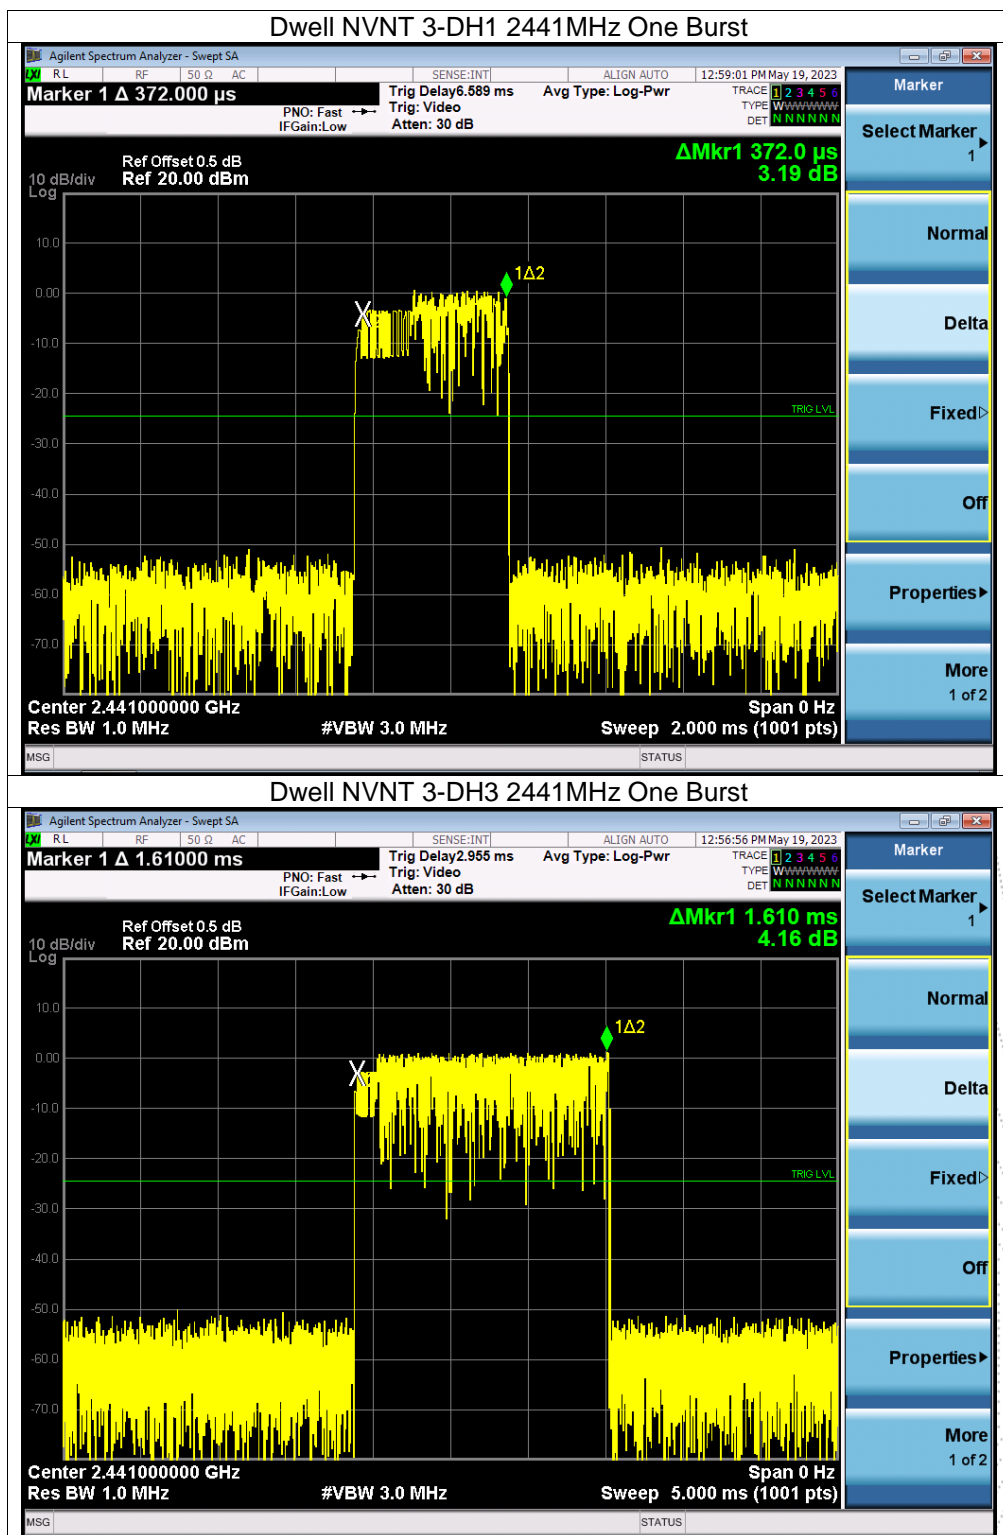 Dwell NVNT 3-DH1 2441MHz One Burst
Agilent Spectrum Analyzer - Swept SA
LXI RL RF 50 Ω AC SENSE:INT ALIGN AUTO 12:59:01 PM May 19, 2023
Marker 1 Δ 372.000 µs
PNO: Fast
IFGain:Low
Trig Delay6.589 ms
Trig: Video
Atten: 30 dB
Avg Type: Log-Pwr
TRACE 1 2 3 4 5 6
TYPE WWWWWW
DET N N N N N N
ΔMkr1 372.0 µs
3.19 dB
Ref Offset 0.5 dB
10 dB/div Ref 20.00 dBm
Log
10.0
0.00
-10.0
-20.0
-30.0
-40.0
-50.0
-60.0
-70.0
1Δ2
TRIG LVL
Center 2.441000000 GHz Span 0 Hz
Res BW 1.0 MHz #VBW 3.0 MHz Sweep 2.000 ms (1001 pts)
MSG STATUS
Marker
Select Marker
1
Normal
Delta
Fixed
Off
Properties
More
1 of 2
Dwell NVNT 3-DH3 2441MHz One Burst
Agilent Spectrum Analyzer - Swept SA
LXI RL RF 50 Ω AC SENSE:INT ALIGN AUTO 12:56:56 PM May 19, 2023
Marker 1 Δ 1.61000 ms
PNO: Fast
IFGain:Low
Trig Delay2.955 ms
Trig: Video
Atten: 30 dB
Avg Type: Log-Pwr
TRACE 1 2 3 4 5 6
TYPE WWWWWW
DET N N N N N N
ΔMkr1 1.610 ms
4.16 dB
Ref Offset 0.5 dB
10 dB/div Ref 20.00 dBm
Log
10.0
0.00
-10.0
-20.0
-30.0
-40.0
-50.0
-60.0
-70.0
1Δ2
TRIG LVL
Center 2.441000000 GHz Span 0 Hz
Res BW 1.0 MHz #VBW 3.0 MHz Sweep 5.000 ms (1001 pts)
MSG STATUS
Marker
Select Marker
1
Normal
Delta
Fixed
Off
Properties
More
1 of 2